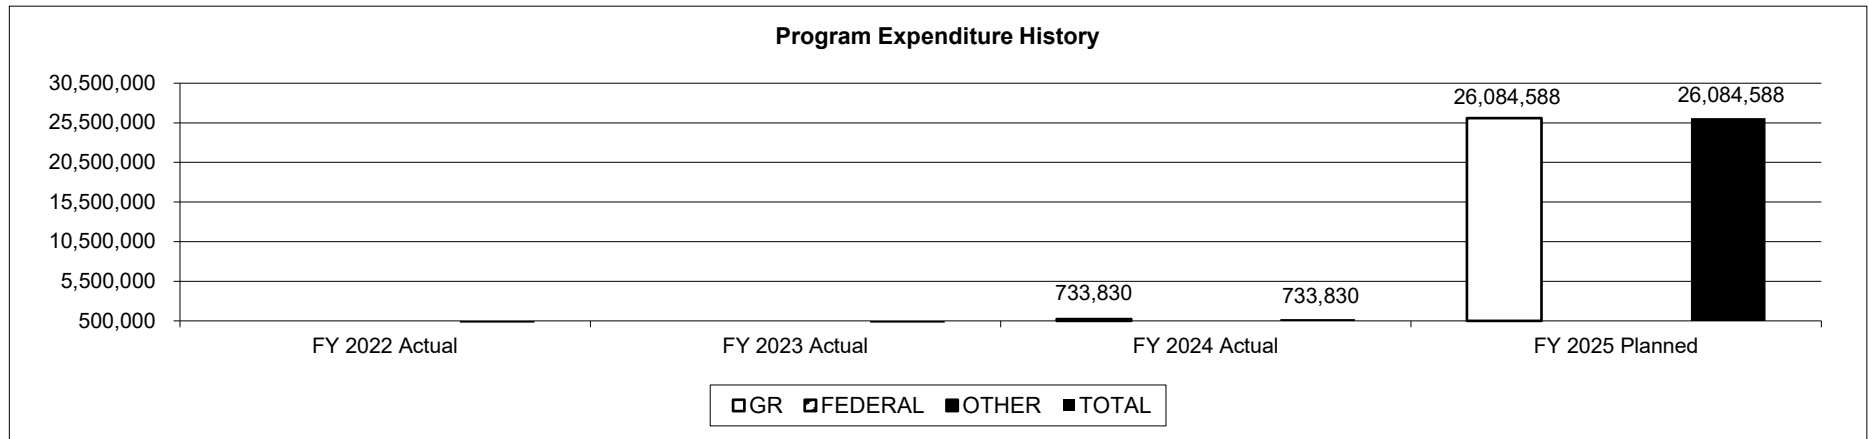 Program Expenditure History
30,500,000
25,500,000
20,500,000
15,500,000
10,500,000
5,500,000
500,000
733,830
733,830
26,084,588
26,084,588
FY 2022 Actual
FY 2023 Actual
FY 2024 Actual
FY 2025 Planned
GR FEDERAL OTHER TOTAL